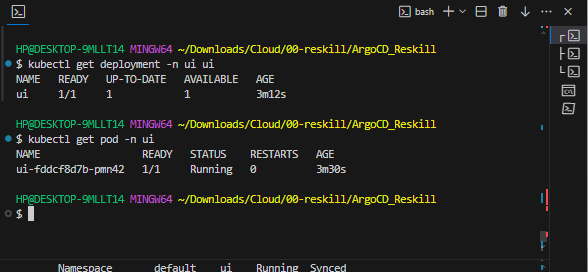 bash
HP@DESKTOP-9MLLT14 MINGW64 ~/Downloads/Cloud/00-reskill/ArgoCD_Reskill
$ kubectl get deployment -n ui ui
NAME READY UP-TO-DATE AVAILABLE AGE
ui 1/1 1 1 3m12s
HP@DESKTOP-9MLLT14 MINGW64 ~/Downloads/Cloud/00-reskill/ArgoCD_Reskill
$ kubectl get pod -n ui
NAME READY STATUS RESTARTS AGE
ui-fddcf8d7b-pmn42 1/1 Running 0 3m30s
HP@DESKTOP-9MLLT14 MINGW64 ~/Downloads/Cloud/00-reskill/ArgoCD_Reskill
$
Namespace default ui Running Synced